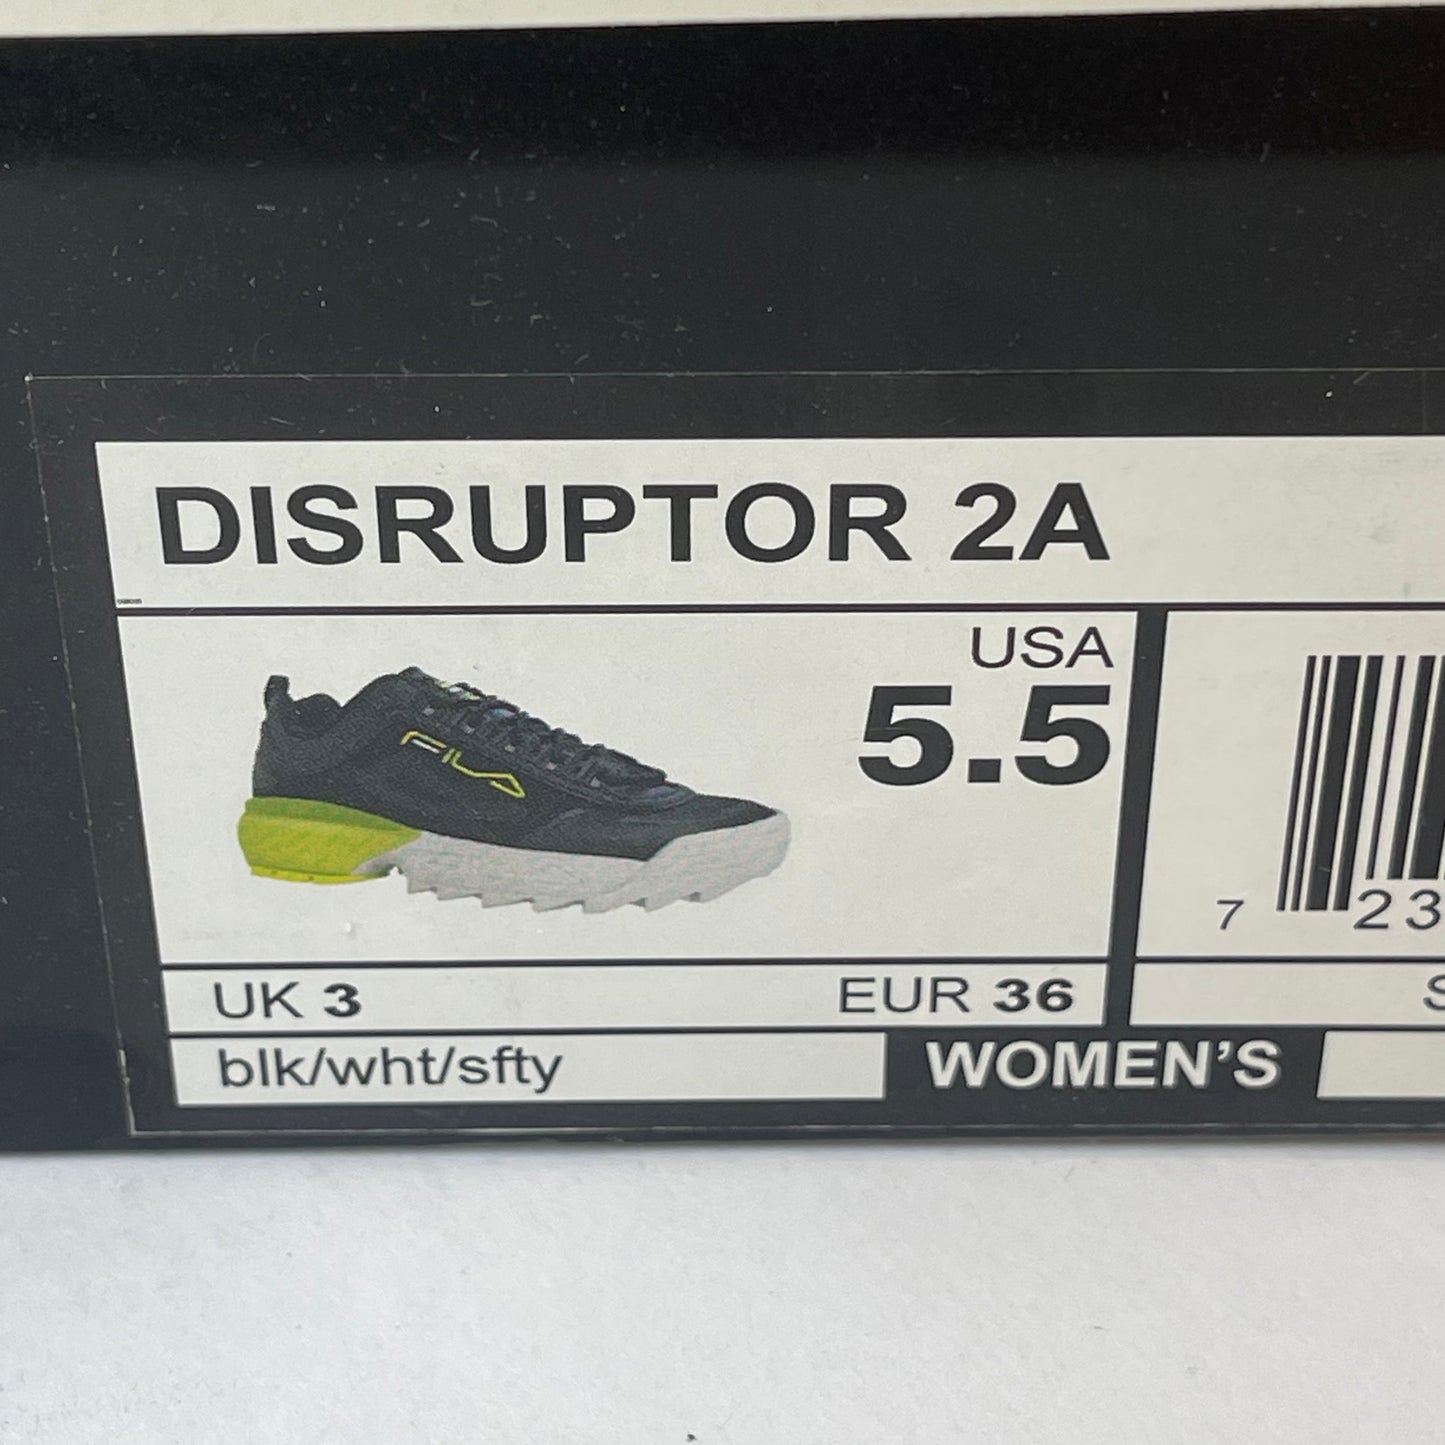 DISRUPTOR 2A
USA
5.5
FILA
7 23
UK 3
EUR 36
S
blk/wht/sfty
WOMEN'S